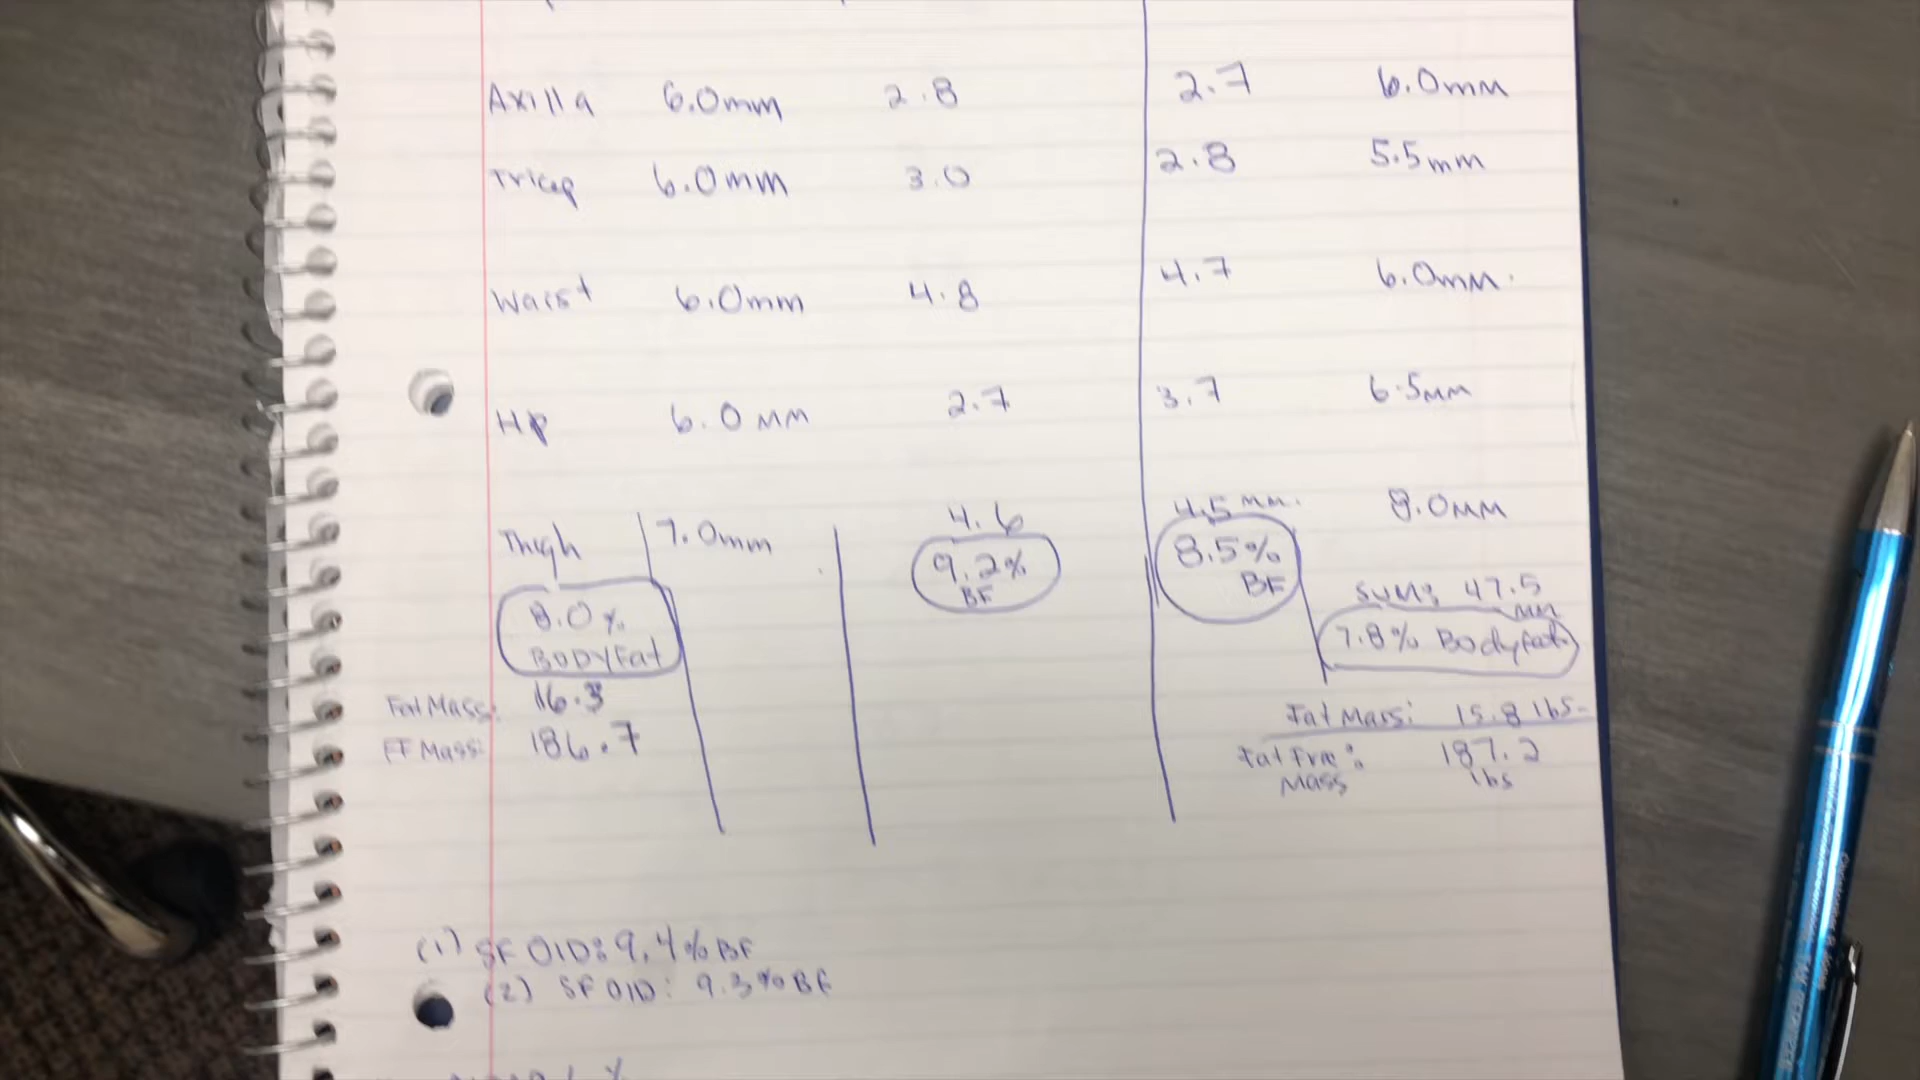 Axilla 6.0mm 2.8 2.7 6.0mm
Tricep 6.0mm 3.0 2.8 5.5mm
Waist 6.0mm 4.8 4.7 6.0mm.
Hip 6.0mm 2.7 3.7 6.5mm
Thigh 7.0mm 4.6 4.5mm. 8.0mm
9.2% BF
8.5% BF
Sum: 47.5 mm
8.0% BODYFat
7.8% Bodyfat
Fat Mass: 16.3
Fat Mass: 15.8 lbs
FF Mass: 186.7
Fat Free Mass: 187.2 lbs
(1) SF 01D: 9.4% BF
(2) SF 01D: 9.3% BF